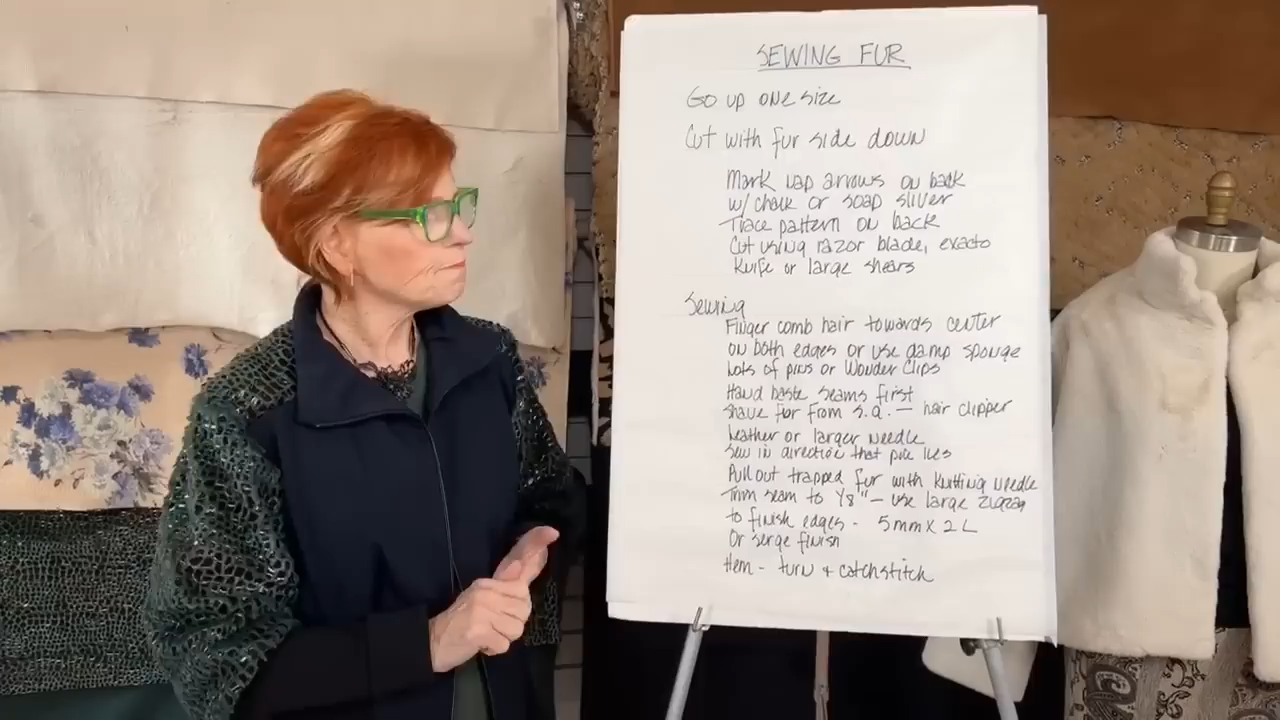 SEWING FUR
Go up one size
Cut with fur side down
Mark nap arrows on back
w/ chalk or soap sliver
Trace pattern on back
Cut using razor blade, exacto
Knife or large shears
Sewing
Finger comb hair towards center
on both edges or use damp sponge
Lots of pins or Wonder Clips
Hand baste seams first
Shave fur from s.a. — hair clipper
Leather or larger needle
Sew in direction that pile lies
Pull out trapped fur with knitting needle
Trim seam to 1/8" — use large zigzag
to finish edges - 5mm X 2 L
Or serge finish
Hem - turn + catchstitch